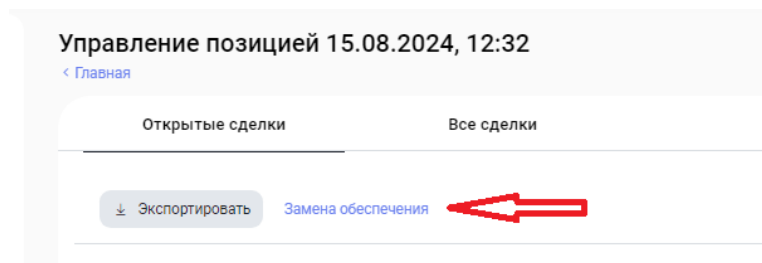 Управление позицией 15.08.2024, 12:32
< Главная
Открытые сделки Все сделки
Экспортировать Замена обеспечения